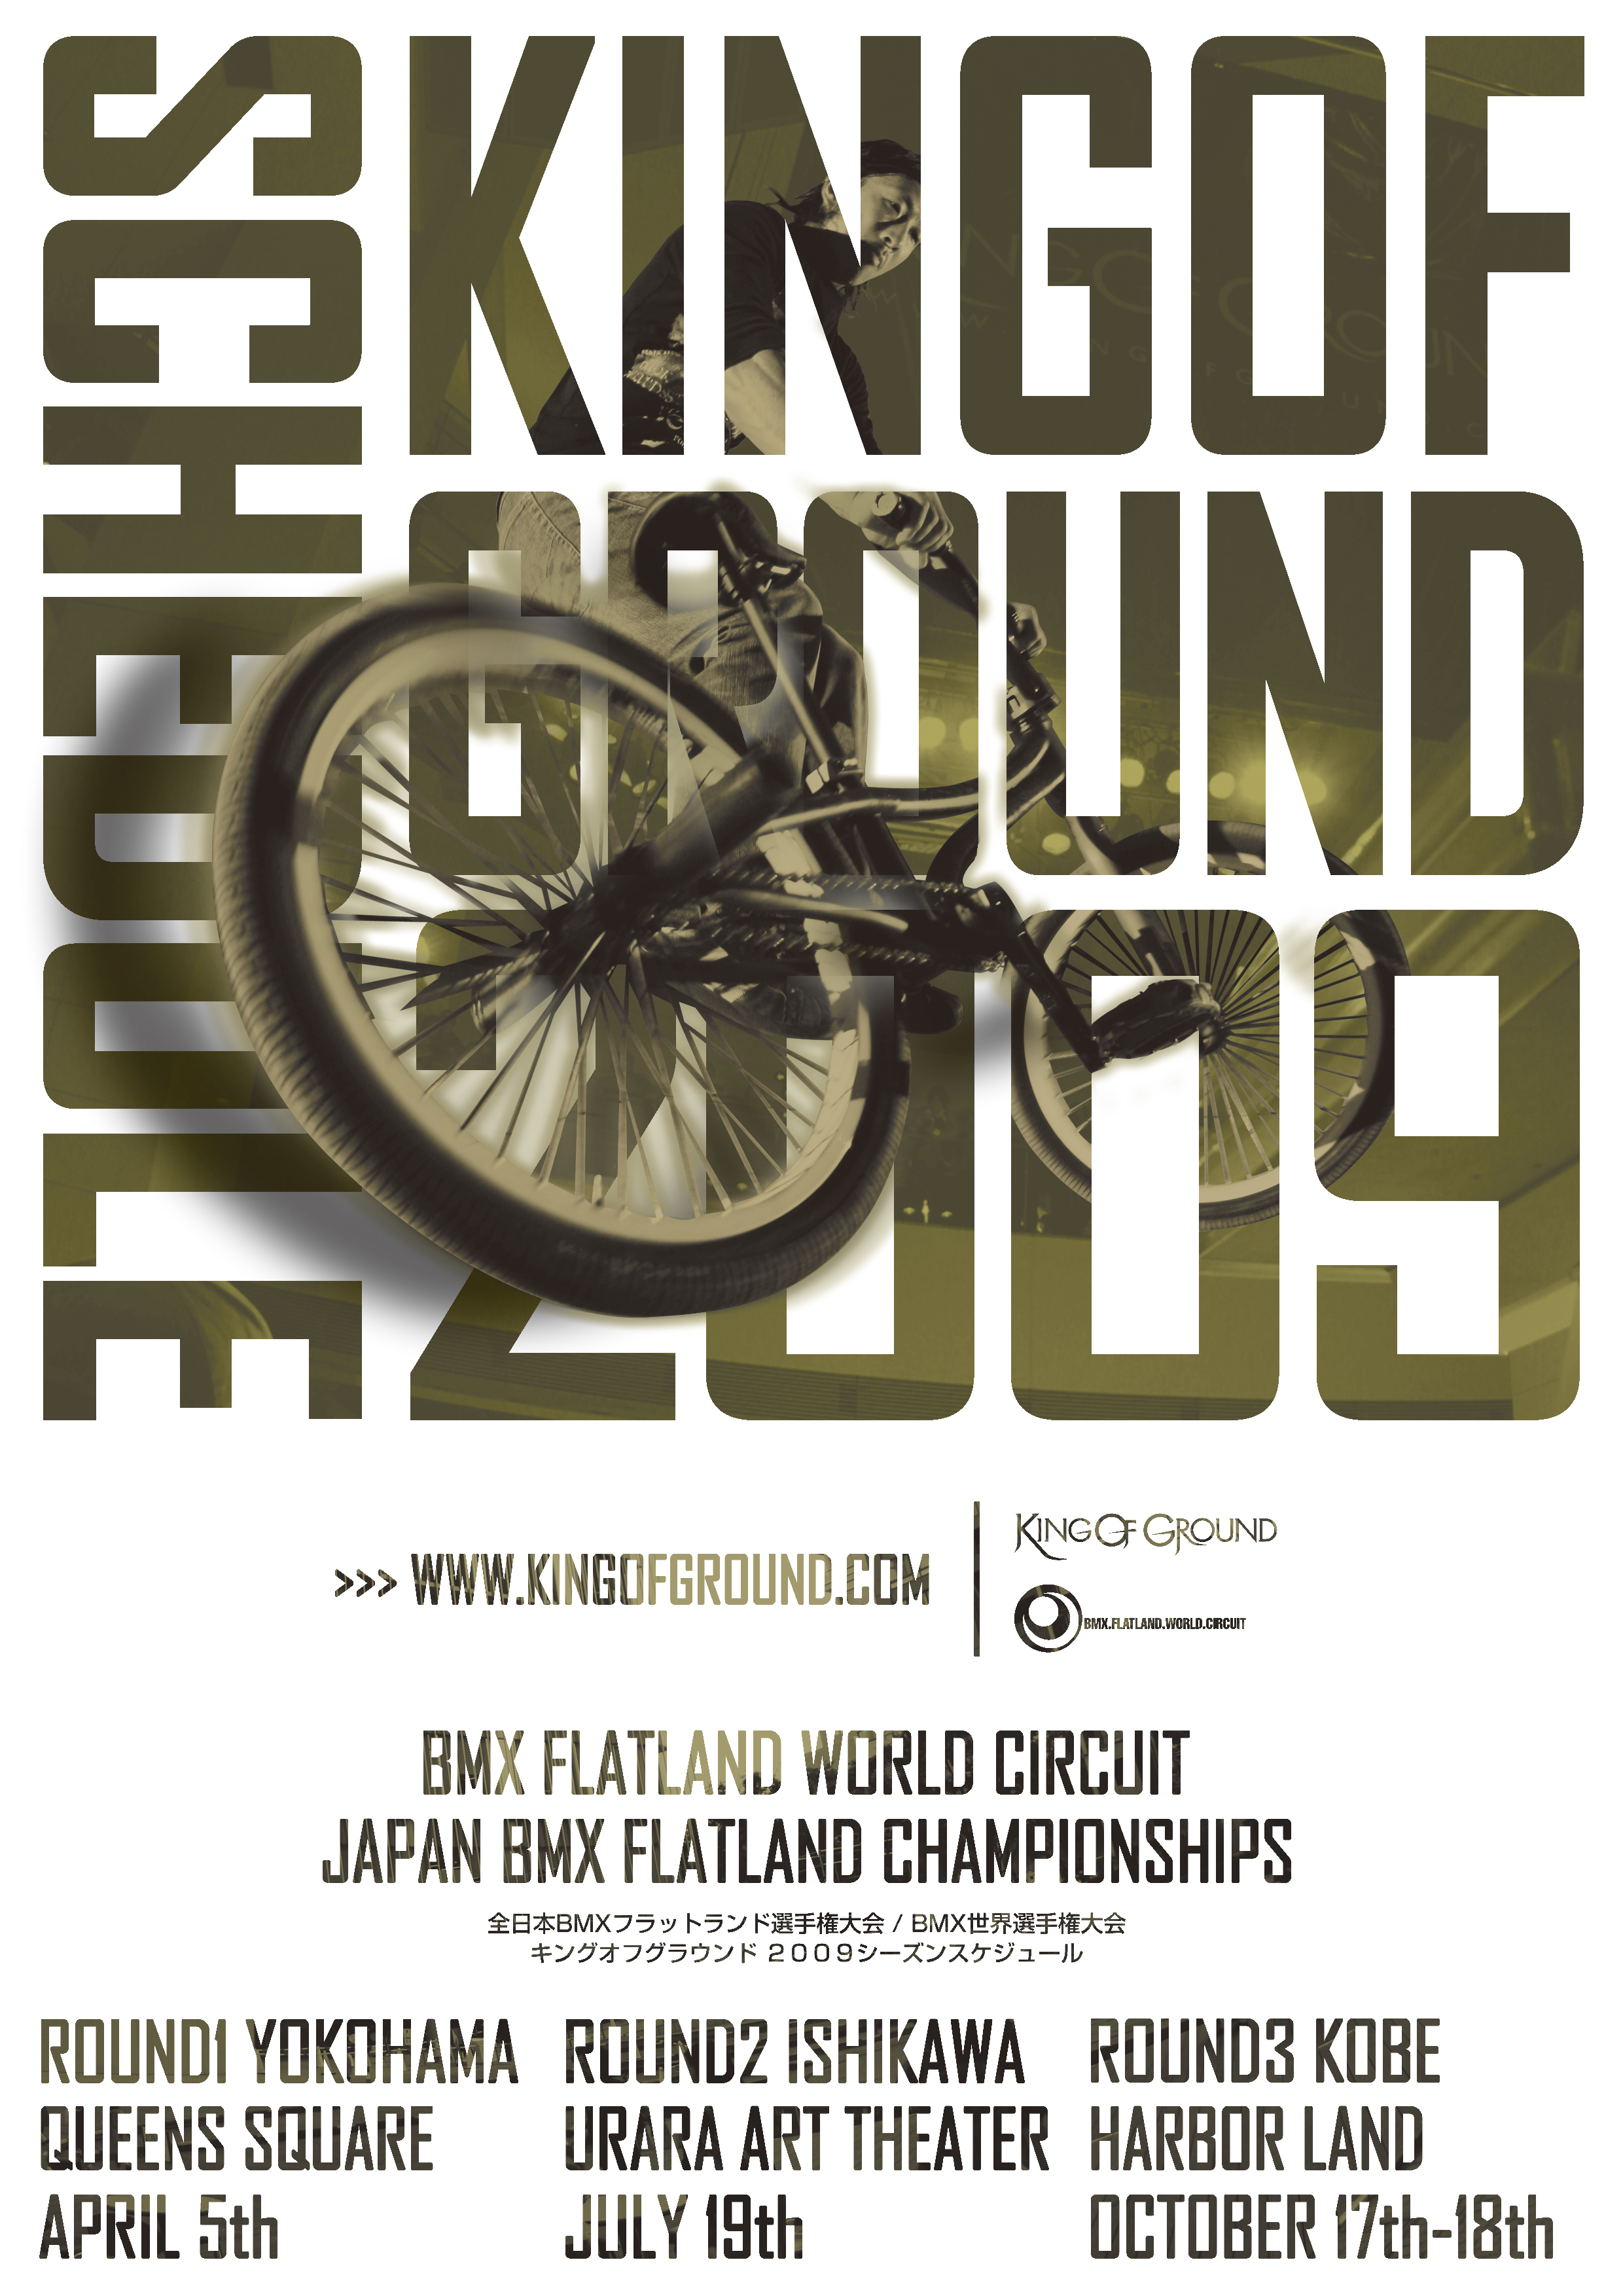 SCHEDULE
KING OF
GROUND
2009
>>> WWW.KINGOFGROUND.COM
KING OF GROUND
BMX.FLATLAND.WORLD.CIRCUIT
BMX FLATLAND WORLD CIRCUIT
JAPAN BMX FLATLAND CHAMPIONSHIPS
全日本BMXフラットランド選手権大会 / BMX世界選手権大会
キングオフグラウンド 2009シーズンスケジュール
ROUND1 YOKOHAMA
QUEENS SQUARE
APRIL 5th
ROUND2 ISHIKAWA
URARA ART THEATER
JULY 19th
ROUND3 KOBE
HARBOR LAND
OCTOBER 17th-18th